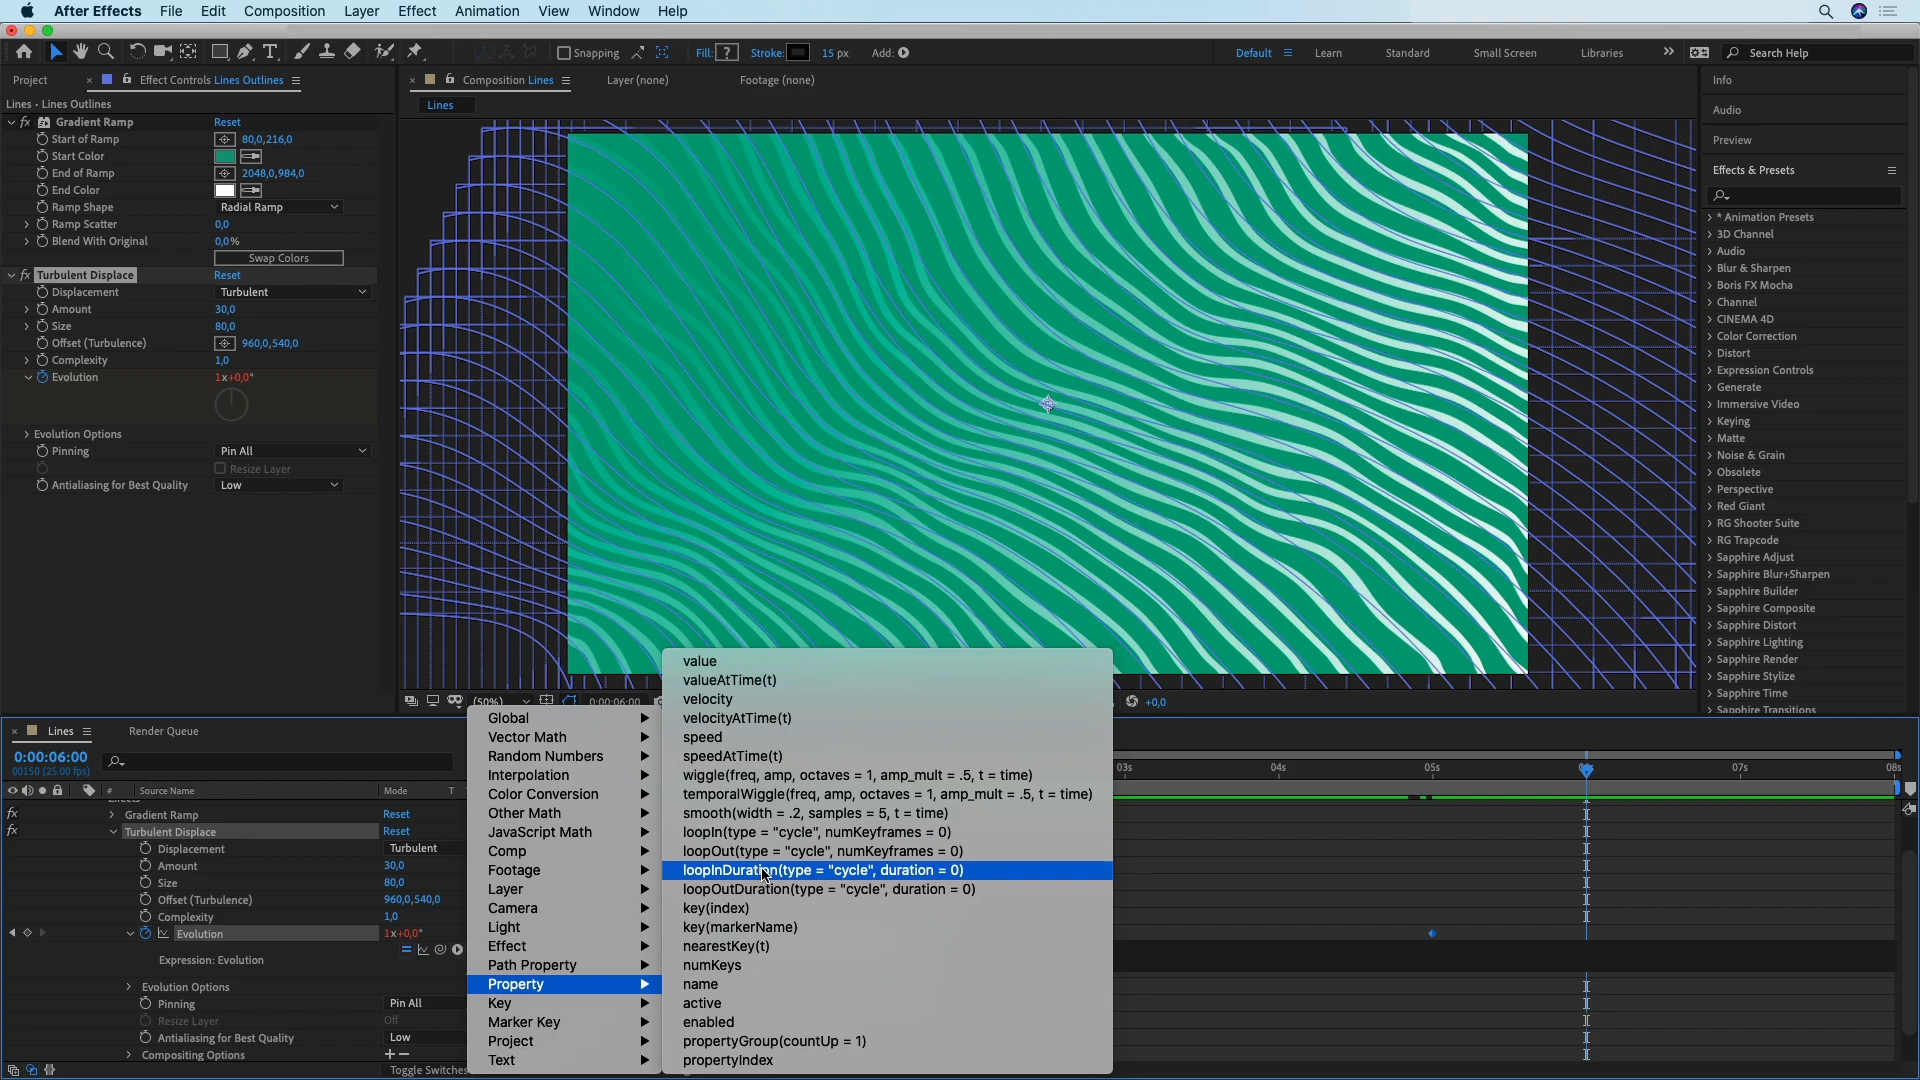 After Effects File Edit Composition Layer Effect Animation View Window Help
Snapping Fill: ? Stroke: 15 px Add: Default Learn Standard Small Screen Libraries Search Help
Project Effect Controls Lines Outlines
Lines • Lines Outlines
fx Gradient Ramp Reset
Start of Ramp 80,0,216,0
Start Color
End of Ramp 2048,0,984,0
End Color
Ramp Shape Radial Ramp
Ramp Scatter 0,0
Blend With Original 0,0%
Swap Colors
fx Turbulent Displace Reset
Displacement Turbulent
Amount 30,0
Size 80,0
Offset (Turbulence) 960,0,540,0
Complexity 1,0
Evolution 1x+0,0°
Evolution Options
Pinning Pin All
Resize Layer
Antialiasing for Best Quality Low
Composition Lines Layer (none) Footage (none)
Lines
(50%) 0:00:06:00 +0,0
Info
Audio
Preview
Effects & Presets
* Animation Presets
3D Channel
Audio
Blur & Sharpen
Boris FX Mocha
Channel
CINEMA 4D
Color Correction
Distort
Expression Controls
Generate
Immersive Video
Keying
Matte
Noise & Grain
Obsolete
Perspective
Red Giant
RG Shooter Suite
RG Trapcode
Sapphire Adjust
Sapphire Blur+Sharpen
Sapphire Builder
Sapphire Composite
Sapphire Distort
Sapphire Lighting
Sapphire Render
Sapphire Stylize
Sapphire Time
Sapphire Transitions
Lines Render Queue
0:00:06:00
00150 (25.00 fps)
# Source Name Mode T
Effects
fx Gradient Ramp Reset
fx Turbulent Displace Reset
Displacement Turbulent
Amount 30,0
Size 80,0
Offset (Turbulence) 960,0,540,0
Complexity 1,0
Evolution 1x+0,0°
Expression: Evolution
Evolution Options
Pinning Pin All
Resize Layer Off
Antialiasing for Best Quality Low
Compositing Options
Toggle Switches
Global
Vector Math
Random Numbers
Interpolation
Color Conversion
Other Math
JavaScript Math
Comp
Footage
Layer
Camera
Light
Effect
Path Property
Property
Key
Marker Key
Project
Text
value
valueAtTime(t)
velocity
velocityAtTime(t)
speed
speedAtTime(t)
wiggle(freq, amp, octaves = 1, amp_mult = .5, t = time)
temporalWiggle(freq, amp, octaves = 1, amp_mult = .5, t = time)
smooth(width = .2, samples = 5, t = time)
loopIn(type = "cycle", numKeyframes = 0)
loopOut(type = "cycle", numKeyframes = 0)
loopInDuration(type = "cycle", duration = 0)
loopOutDuration(type = "cycle", duration = 0)
key(index)
key(markerName)
nearestKey(t)
numKeys
name
active
enabled
propertyGroup(countUp = 1)
propertyIndex
03s 04s 05s 07s 08s